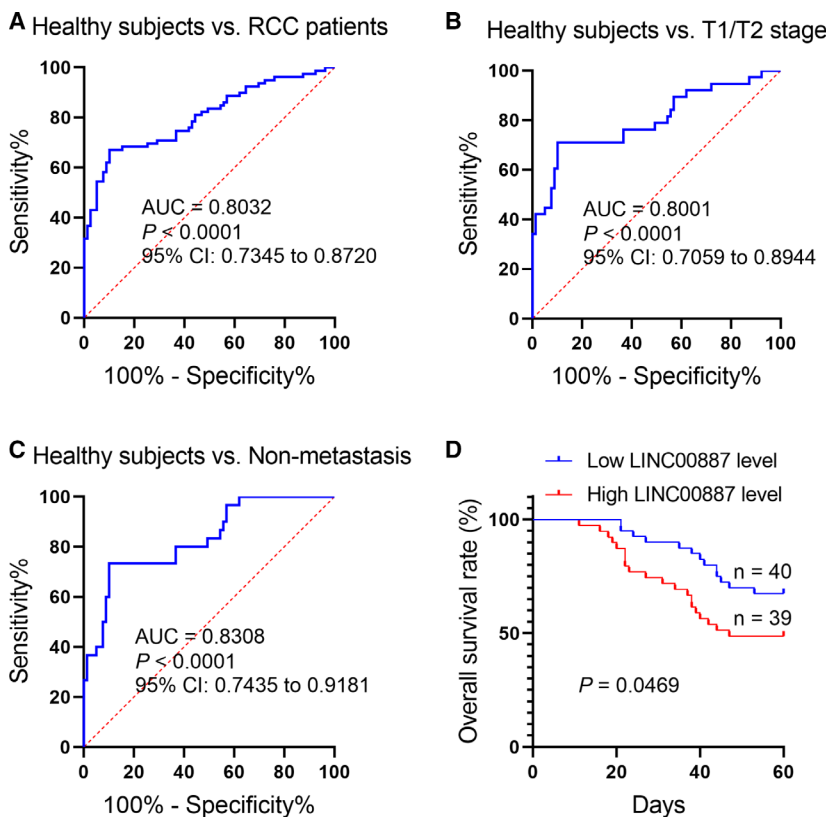 A Healthy subjects vs. RCC patients
100
80
60
40
20
0
Sensitivity%
AUC = 0.8032
P < 0.0001
95% CI: 0.7345 to 0.8720
0 20 40 60 80 100
100% - Specificity%
B Healthy subjects vs. T1/T2 stage
100
80
60
40
20
0
Sensitivity%
AUC = 0.8001
P < 0.0001
95% CI: 0.7059 to 0.8944
0 20 40 60 80 100
100% - Specificity%
C Healthy subjects vs. Non-metastasis
100
80
60
40
20
0
Sensitivity%
AUC = 0.8308
P < 0.0001
95% CI: 0.7435 to 0.9181
0 20 40 60 80 100
100% - Specificity%
D
Low LINC00887 level
High LINC00887 level
100
50
0
Overall survival rate (%)
n = 40
n = 39
P = 0.0469
0 20 40 60
Days